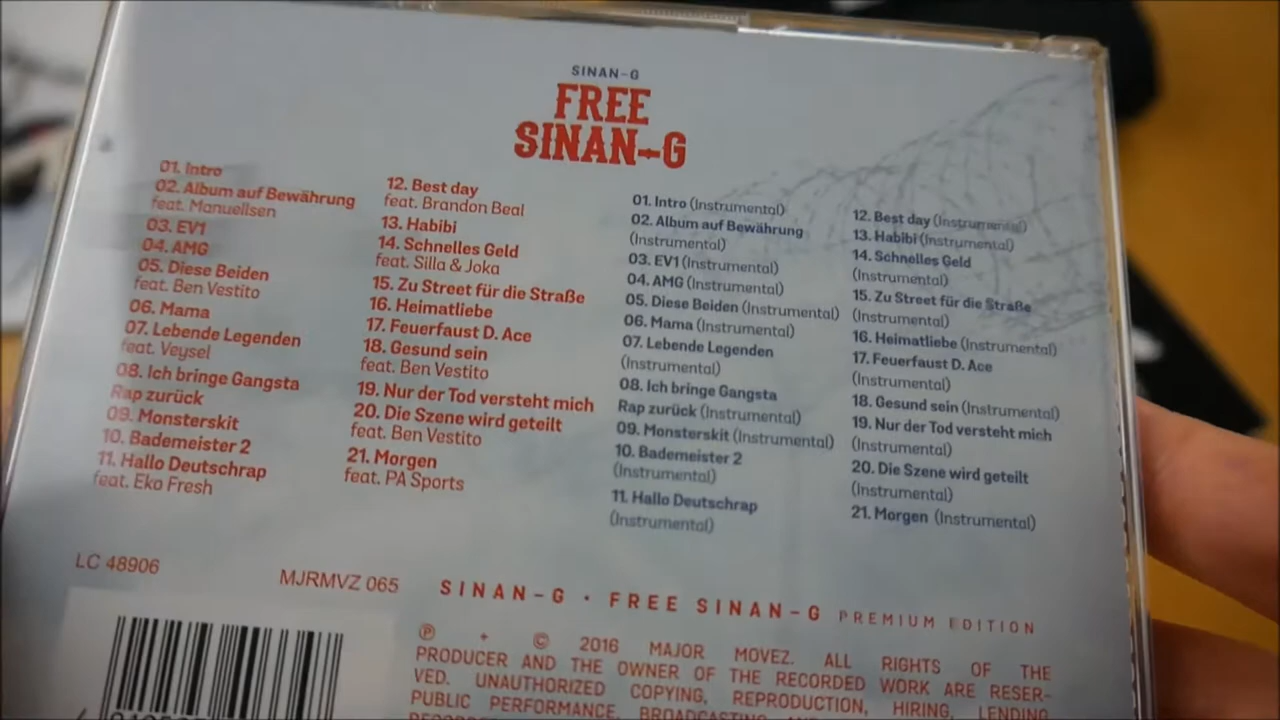 SINAN-G
FREE
SINAN-G
01. Intro
02. Album auf Bewährung
feat. Manuellsen
03. EV1
04. AMG
05. Diese Beiden
feat. Ben Vestito
06. Mama
07. Lebende Legenden
feat. Veysel
08. Ich bringe Gangsta
Rap zurück
09. Monsterskit
10. Bademeister 2
11. Hallo Deutschrap
feat. Eko Fresh
12. Best day
feat. Brandon Beal
13. Habibi
14. Schnelles Geld
feat. Silla & Joka
15. Zu Street für die Straße
16. Heimatliebe
17. Feuerfaust D. Ace
18. Gesund sein
feat. Ben Vestito
19. Nur der Tod versteht mich
20. Die Szene wird geteilt
feat. Ben Vestito
21. Morgen
feat. PA Sports
01. Intro (Instrumental)
02. Album auf Bewährung
(Instrumental)
03. EV1 (Instrumental)
04. AMG (Instrumental)
05. Diese Beiden (Instrumental)
06. Mama (Instrumental)
07. Lebende Legenden
(Instrumental)
08. Ich bringe Gangsta
Rap zurück (Instrumental)
09. Monsterskit (Instrumental)
10. Bademeister 2
(Instrumental)
11. Hallo Deutschrap
(Instrumental)
12. Best day (Instrumental)
13. Habibi (Instrumental)
14. Schnelles Geld
(Instrumental)
15. Zu Street für die Straße
(Instrumental)
16. Heimatliebe (Instrumental)
17. Feuerfaust D. Ace
(Instrumental)
18. Gesund sein (Instrumental)
19. Nur der Tod versteht mich
(Instrumental)
20. Die Szene wird geteilt
(Instrumental)
21. Morgen (Instrumental)
LC 48906
MJRMVZ 065
SINAN-G · FREE SINAN-G PREMIUM EDITION
℗ + © 2016 MAJOR MOVEZ. ALL RIGHTS OF THE
PRODUCER AND THE OWNER OF THE RECORDED WORK ARE RESER-
VED. UNAUTHORIZED COPYING, REPRODUCTION, HIRING, LENDING
PUBLIC PERFORMANCE, BROADCASTING